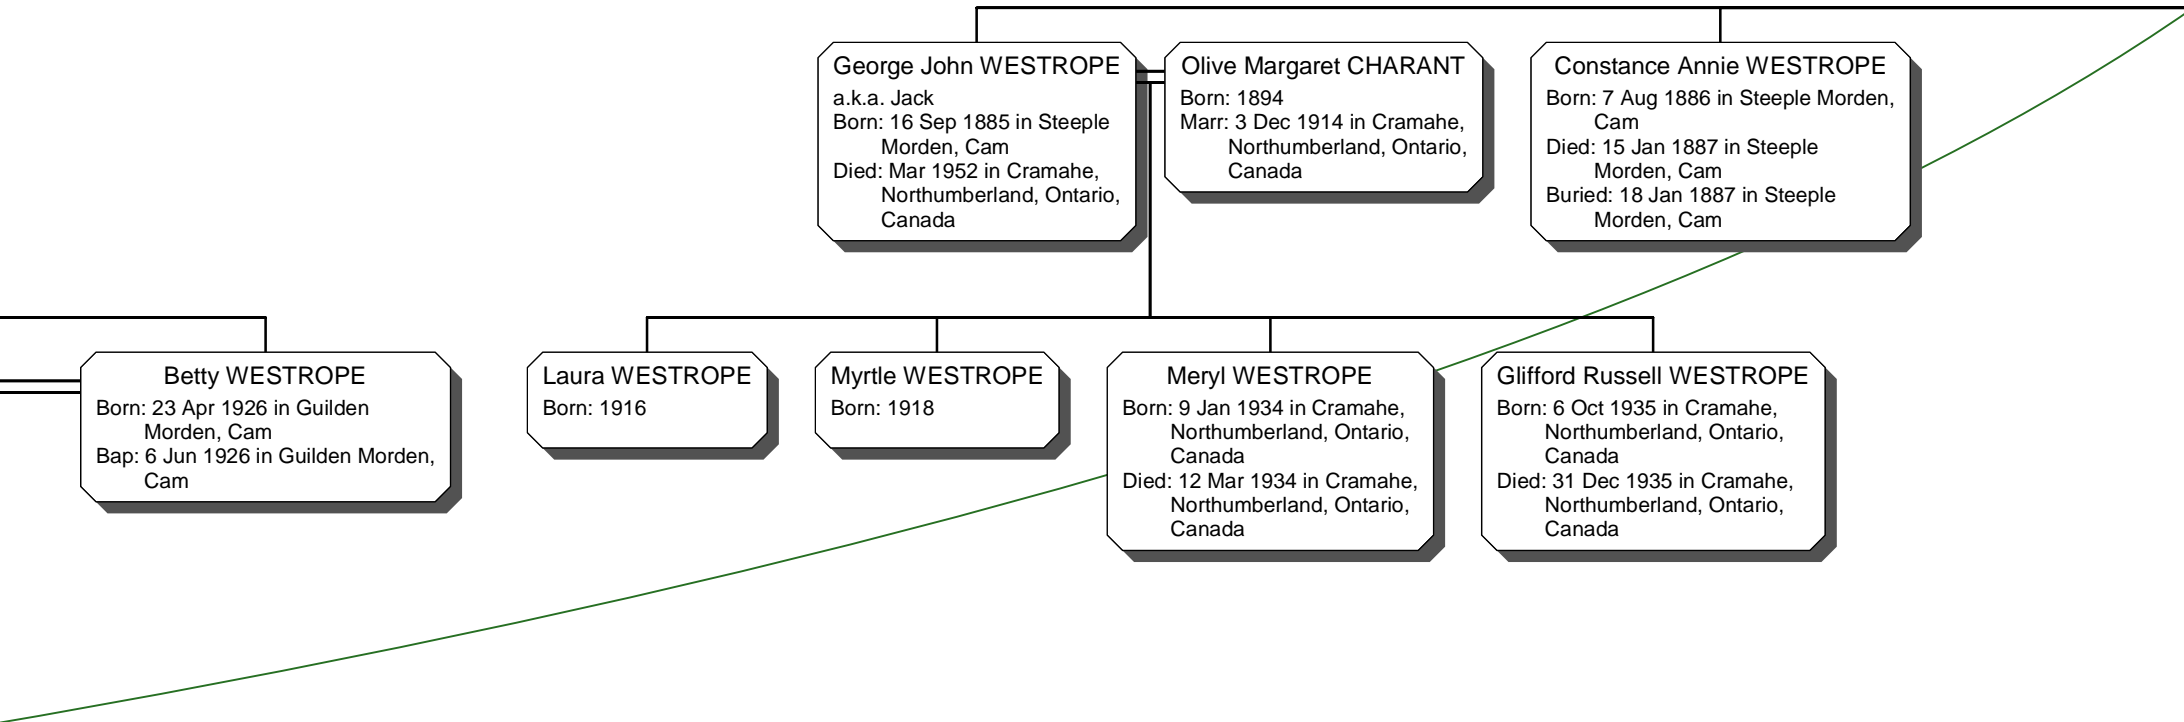 George John WESTROPE
a.k.a. Jack
Born: 16 Sep 1885 in Steeple
Morden, Cam
Died: Mar 1952 in Cramahe,
Northumberland, Ontario,
Canada
Olive Margaret CHARANT
Born: 1894
Marr: 3 Dec 1914 in Cramahe,
Northumberland, Ontario,
Canada
Constance Annie WESTROPE
Born: 7 Aug 1886 in Steeple Morden,
Cam
Died: 15 Jan 1887 in Steeple
Morden, Cam
Buried: 18 Jan 1887 in Steeple
Morden, Cam
Betty WESTROPE
Born: 23 Apr 1926 in Guilden
Morden, Cam
Bap: 6 Jun 1926 in Guilden Morden,
Cam
Laura WESTROPE
Born: 1916
Myrtle WESTROPE
Born: 1918
Meryl WESTROPE
Born: 9 Jan 1934 in Cramahe,
Northumberland, Ontario,
Canada
Died: 12 Mar 1934 in Cramahe,
Northumberland, Ontario,
Canada
Glifford Russell WESTROPE
Born: 6 Oct 1935 in Cramahe,
Northumberland, Ontario,
Canada
Died: 31 Dec 1935 in Cramahe,
Northumberland, Ontario,
Canada